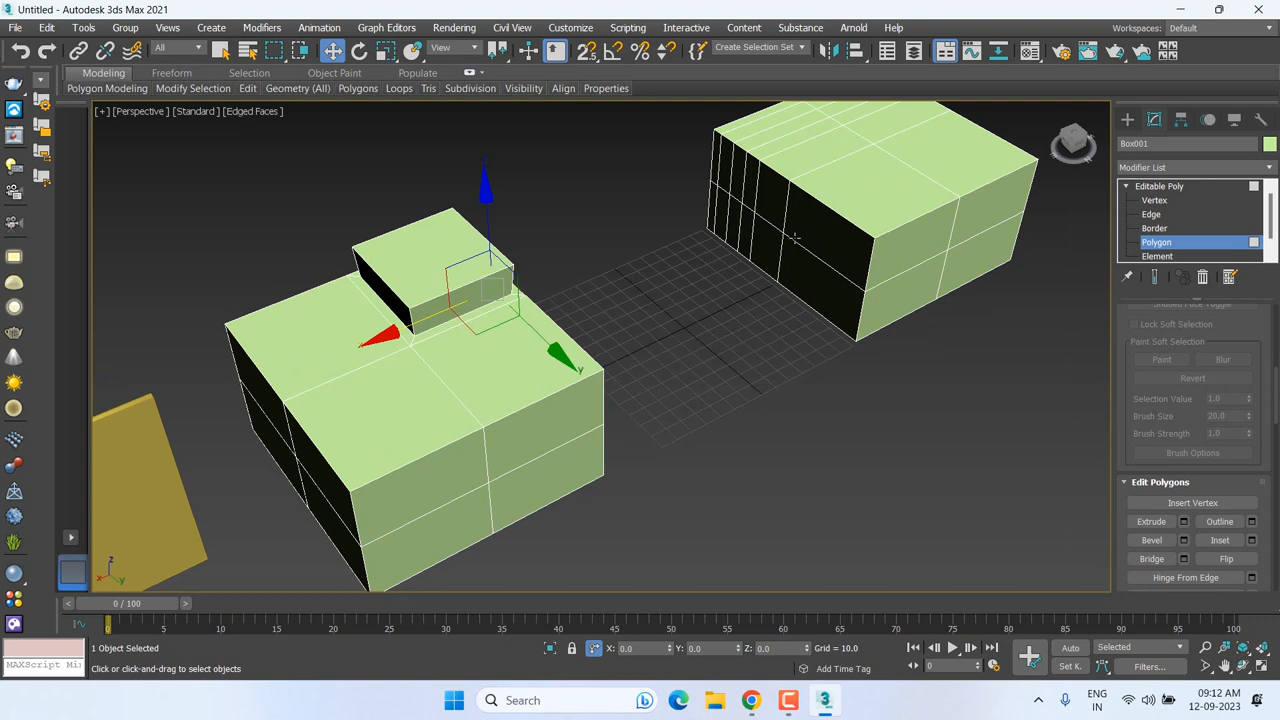 Untitled - Autodesk 3ds Max 2021
File Edit Tools Group Views Create Modifiers Animation Graph Editors Rendering Civil View Customize Scripting Interactive Content Substance Arnold Help Workspaces: Default
All View Create Selection Set
Modeling Freeform Selection Object Paint Populate
Polygon Modeling Modify Selection Edit Geometry (All) Polygons Loops Tris Subdivision Visibility Align Properties
[+] [Perspective] [Standard] [Edged Faces]
Box001
Modifier List
Editable Poly
Vertex
Edge
Border
Polygon
Element
Shaded Face Toggle
Lock Soft Selection
Paint Soft Selection
Paint Blur
Revert
Selection Value 1.0
Brush Size 20.0
Brush Strength 1.0
Brush Options
Edit Polygons
Insert Vertex
Extrude Outline
Bevel Inset
Bridge Flip
Hinge From Edge
z
y
x y
< 0 / 100 >
0 5 10 15 20 25 30 35 40 45 50 55 60 65 70 75 80 85 90 95 100
1 Object Selected X: 0.0 Y: 0.0 Z: 0.0 Grid = 10.0 Auto Selected
MAXScript Mi: Click or click-and-drag to select objects Add Time Tag 0 Set K. Filters...
Search ENG IN 09:12 AM 12-09-2023